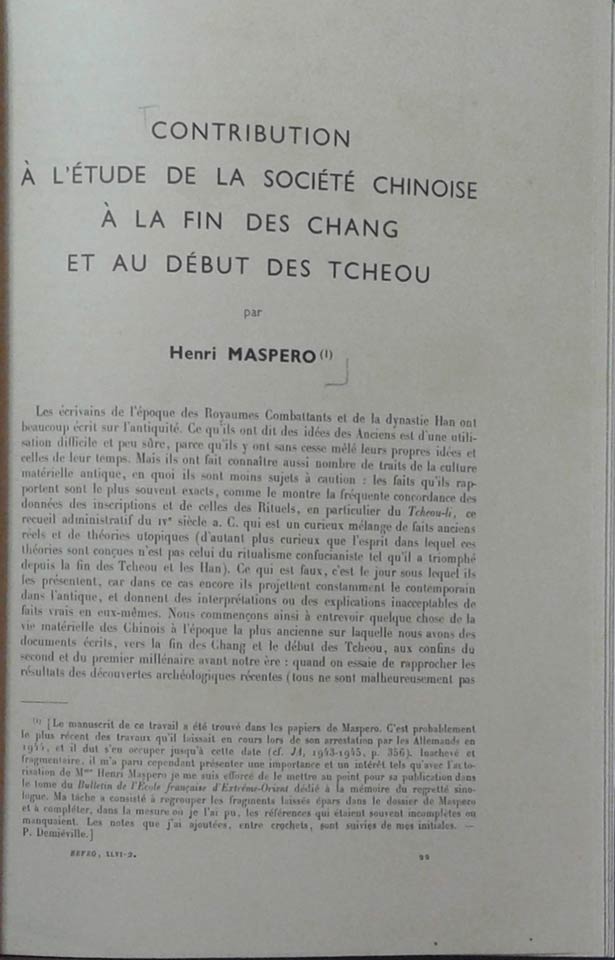 CONTRIBUTION
À L'ÉTUDE DE LA SOCIÉTÉ CHINOISE
À LA FIN DES CHANG
ET AU DÉBUT DES TCHEOU
par
Henri MASPERO (1)
Les écrivains de l'époque des Royaumes Combattants et de la dynastie Han ont
beaucoup écrit sur l'antiquité. Ce qu'ils ont dit des idées des Anciens est d'une utili-
sation difficile et peu sûre, parce qu'ils y ont sans cesse mêlé leurs propres idées et
celles de leur temps. Mais ils ont fait connaître aussi nombre de traits de la culture
matérielle antique, en quoi ils sont moins sujets à caution : les faits qu'ils rap-
portent sont le plus souvent exacts, comme le montre la fréquente concordance des
données des inscriptions et de celles des Rituels, en particulier du Tcheou-li, ce
recueil administratif du IVe siècle a. C. qui est un curieux mélange de faits anciens
réels et de théories utopiques (d'autant plus curieux que l'esprit dans lequel ces
théories sont conçues n'est pas celui du ritualisme confucianiste tel qu'il a triomphé
depuis la fin des Tcheou et les Han). Ce qui est faux, c'est le jour sous lequel ils
les présentent, car dans ce cas encore ils projettent constamment le contemporain
dans l'antique, et donnent des interprétations ou des explications inacceptables de
faits vrais en eux-mêmes. Nous commençons ainsi à entrevoir quelque chose de la
vie matérielle des Chinois à l'époque la plus ancienne sur laquelle nous avons des
documents écrits, vers la fin des Chang et le début des Tcheou, aux confins du
second et du premier millénaire avant notre ère : quand on essaie de rapprocher les
résultats des découvertes archéologiques récentes (tous ne sont malheureusement pas
(1) [Le manuscrit de ce travail a été trouvé dans les papiers de Maspero. C'est probablement
le plus récent des travaux qu'il laissait en cours lors de son arrestation par les Allemands en
1944, et il dut s'en occuper jusqu'à cette date (cf. JA, 1943-1945, p. 356). Inachevé et
fragmentaire, il m'a paru cependant présenter une importance et un intérêt tels qu'avec l'auto-
risation de Mme Henri Maspero je me suis efforcé de le mettre au point pour sa publication dans
le tome du Bulletin de l'École française d'Extrême-Orient dédié à la mémoire du regretté sino-
logue. Ma tâche a consisté à regrouper les fragments laissés épars dans le dossier de Maspero
et à compléter, dans la mesure où je l'ai pu, les références qui étaient souvent incomplètes ou
manquaient. Les notes que j'ai ajoutées, entre crochets, sont suivies de mes initiales. —
P. Demiéville.]
BEFEO, XLVI-2.
22